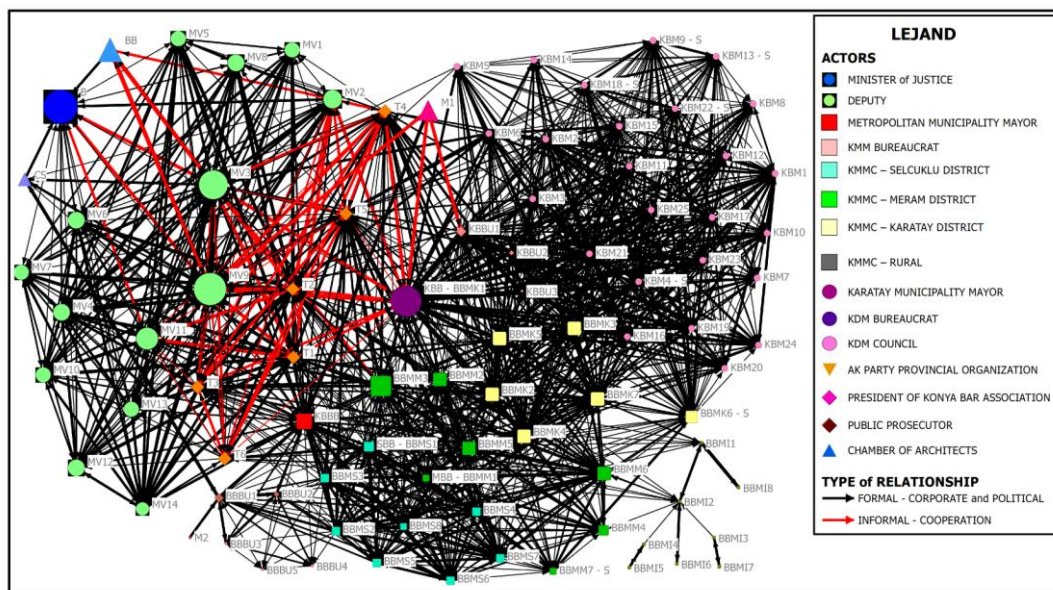 BB
MV5
MV8
MV1
MV2
T4
M1
CS
MV3
MV6
MV7
MV4
MV9
MV11
MV10
MV13
MV12
MV14
T5
T2
T1
T3
T6
KBB - BBMK1
KBBU1
KBBU2
KBBU3
KBM5
KBM14
KBM9 - S
KBM13 - S
KBM18 - S
KBM22 - S
KBM8
KBM6
KBM2
KBM15
KBM11
KBM12
KBM1
KBM3
KBM25
KBM17
KBM10
KBM21
KBM23
KBM4 - S
KBM7
KBM16
KBM19
KBM24
KBM20
BBMK5
BBMK3
BBMM3
BBMM2
BBMK2
BBMK7
BBMK4
BBMK6 - S
KBBB
SBB - BBMS1
BBMM5
MBB - BBMM1
BBMM6
BBMS3
BBMS4
BBMS2
BBMS8
BBMM4
BBMS5
BBMS7
BBMS6
BBMM7 - S
BBBU1
BBBU2
M2
BBBU3
BBBU5
BBBU4
BBMI1
BBMI8
BBMI2
BBMI4
BBMI3
BBMI5
BBMI6
BBMI7
LEJAND
ACTORS
MINISTER of JUSTICE
DEPUTY
METROPOLITAN MUNICIPALITY MAYOR
KMM BUREAUCRAT
KMMC – SELCUKLU DISTRICT
KMMC – MERAM DISTRICT
KMMC – KARATAY DISTRICT
KMMC – RURAL
KARATAY MUNICIPALITY MAYOR
KDM BUREAUCRAT
KDM COUNCIL
AK PARTY PROVINCIAL ORGANIZATION
PRESIDENT OF KONYA BAR ASSOCIATION
PUBLIC PROSECUTOR
CHAMBER OF ARCHITECTS
TYPE of RELATIONSHIP
FORMAL - CORPORATE and POLITICAL
INFORMAL - COOPERATION